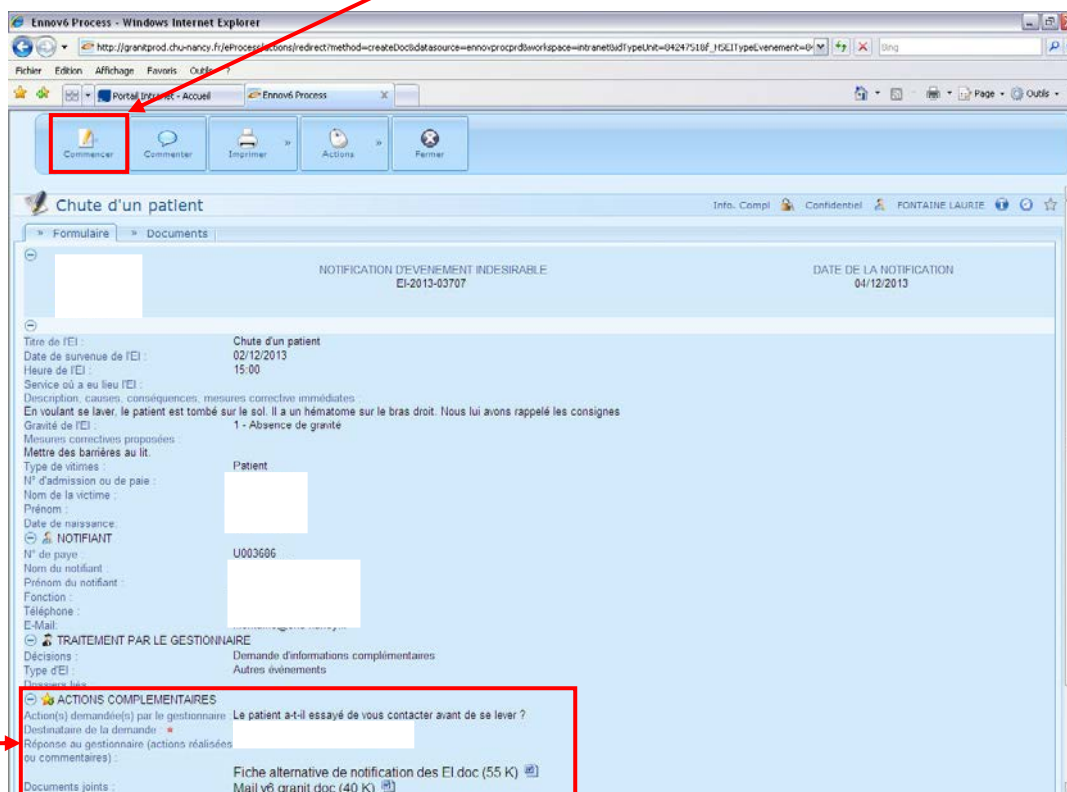 Ennov6 Process - Windows Internet Explorer
Fichier Edition Affichage Favoris Outils ?
Portail Intranet - Accueil Ennov6 Process X Page Outils
Bing
Commencer Commenter Imprimer » Actions » Fermer
Chute d'un patient Info. Compl Confidentiel FONTAINE LAURIE
» Formulaire » Documents
NOTIFICATION D'EVENEMENT INDESIRABLE DATE DE LA NOTIFICATION
EI-2013-03707 04/12/2013
Titre de l'EI : Chute d'un patient
Date de survenue de l'EI : 02/12/2013
Heure de l'EI : 15:00
Service où a eu lieu l'EI :
Description, causes, conséquences, mesures corrective immédiates :
En voulant se laver, le patient est tombé sur le sol. Il a un hématome sur le bras droit. Nous lui avons rappelé les consignes
Gravité de l'EI : 1 - Absence de gravité
Mesures correctives proposées :
Mettre des barrières au lit.
Type de vitimes : Patient
N° d'admission ou de paie :
Nom de la victime :
Prénom :
Date de naissance:
NOTIFIANT
N° de paye : U003686
Nom du notifiant :
Prénom du notifiant :
Fonction :
Téléphone :
E-Mail:
TRAITEMENT PAR LE GESTIONNAIRE
Décisions : Demande d'informations complémentaires
Type d'EI : Autres événements
Dossiers liés
ACTIONS COMPLEMENTAIRES
Action(s) demandée(s) par le gestionnaire : Le patient a-t-il essayé de vous contacter avant de se lever ?
Destinataire de la demande : *
Réponse au gestionnaire (actions réalisées
ou commentaires) :
Fiche alternative de notification des EI.doc (55 K)
Documents joints : Mail v6 granit.doc (40 K)